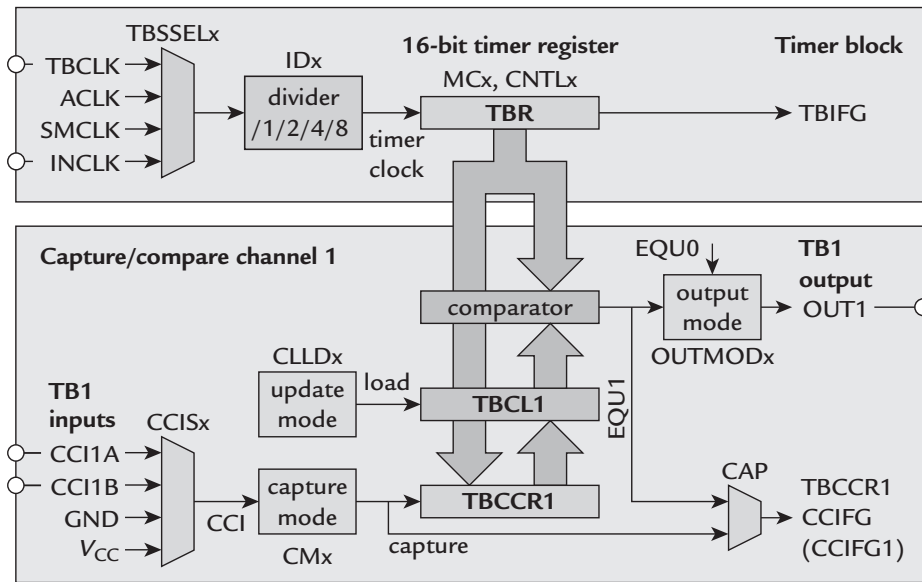 TBSSELx
TBCLK
ACLK
SMCLK
INCLK
IDx
divider
/1/2/4/8
timer
clock
16-bit timer register
MCx, CNTLx
TBR
Timer block
TBIFG
Capture/compare channel 1
EQU0
TB1
output
comparator
output
mode
OUT1
OUTMODx
CLLDx
update
mode
load
TBCL1
EQU1
TB1
inputs
CCISx
CCI1A
CCI1B
GND
VCC
CCI
capture
mode
CMx
TBCCR1
capture
CAP
TBCCR1
CCIFG
(CCIFG1)